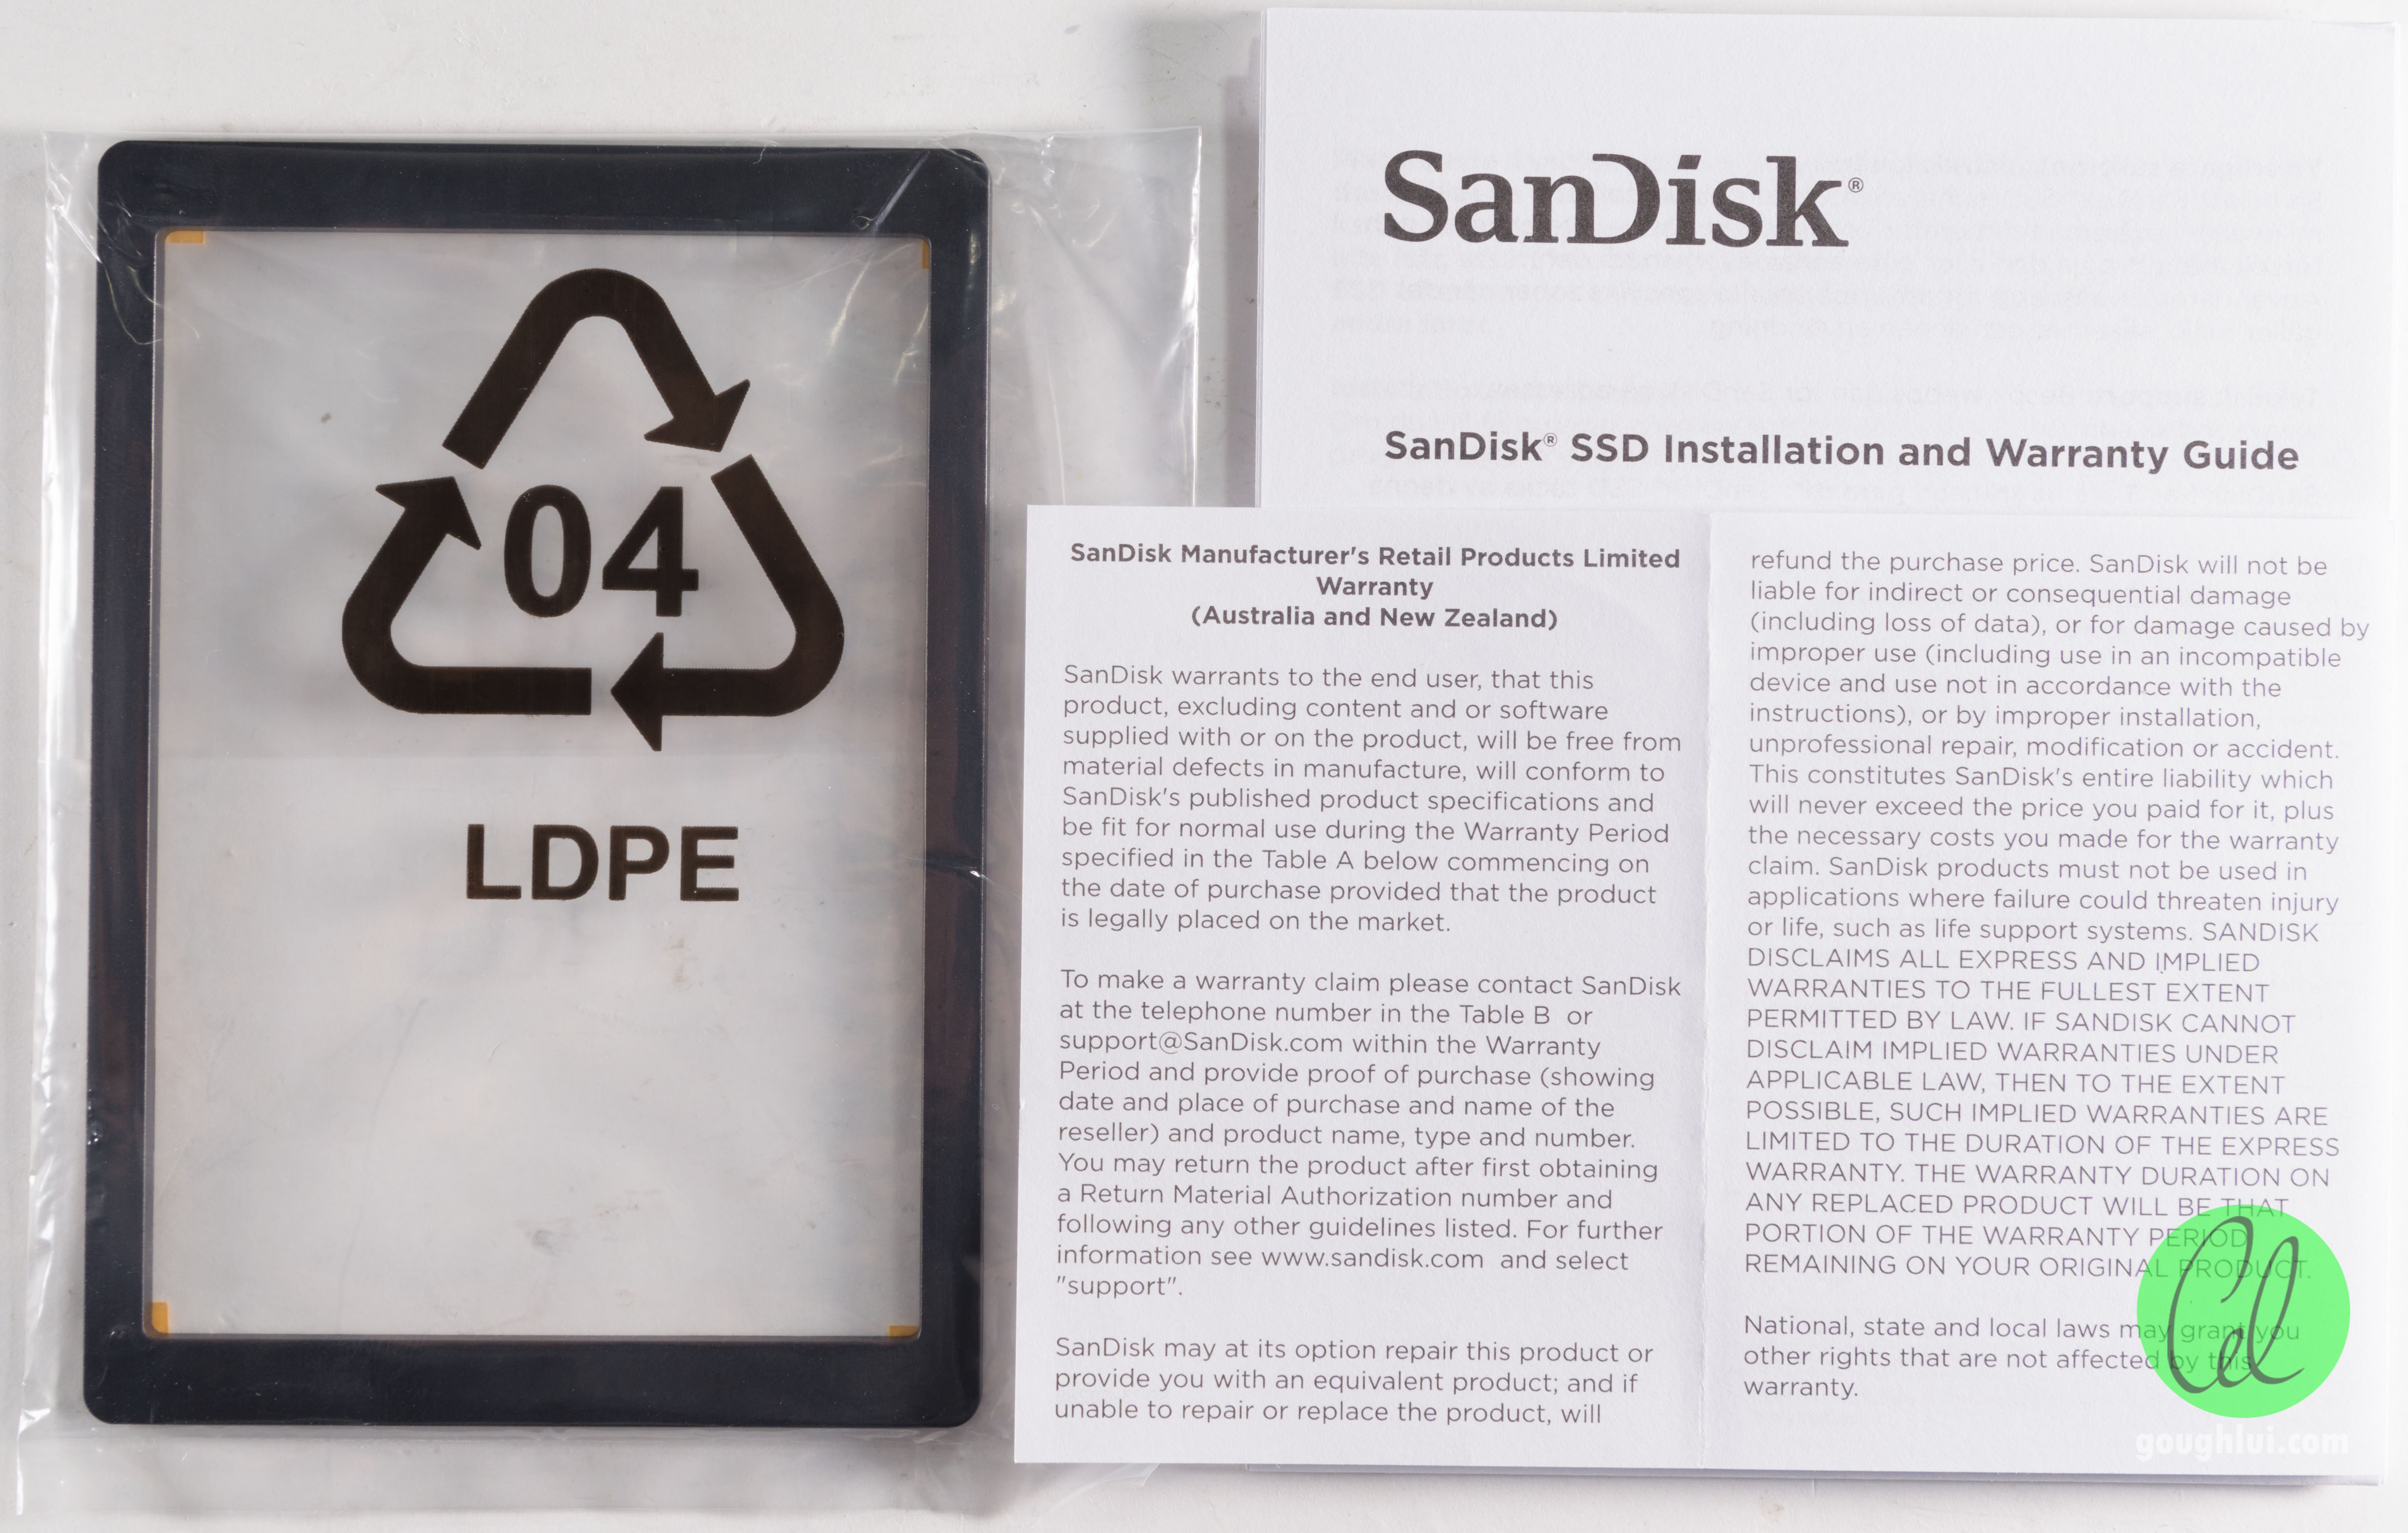 04
LDPE
SanDisk®
SanDisk® SSD Installation and Warranty Guide
SanDisk Manufacturer's Retail Products Limited
Warranty
(Australia and New Zealand)
SanDisk warrants to the end user, that this
product, excluding content and or software
supplied with or on the product, will be free from
material defects in manufacture, will conform to
SanDisk's published product specifications and
be fit for normal use during the Warranty Period
specified in the Table A below commencing on
the date of purchase provided that the product
is legally placed on the market.
To make a warranty claim please contact SanDisk
at the telephone number in the Table B or
support@SanDisk.com within the Warranty
Period and provide proof of purchase (showing
date and place of purchase and name of the
reseller) and product name, type and number.
You may return the product after first obtaining
a Return Material Authorization number and
following any other guidelines listed. For further
information see www.sandisk.com and select
"support".
SanDisk may at its option repair this product or
provide you with an equivalent product; and if
unable to repair or replace the product, will
refund the purchase price. SanDisk will not be
liable for indirect or consequential damage
(including loss of data), or for damage caused by
improper use (including use in an incompatible
device and use not in accordance with the
instructions), or by improper installation,
unprofessional repair, modification or accident.
This constitutes SanDisk's entire liability which
will never exceed the price you paid for it, plus
the necessary costs you made for the warranty
claim. SanDisk products must not be used in
applications where failure could threaten injury
or life, such as life support systems. SANDISK
DISCLAIMS ALL EXPRESS AND IMPLIED
WARRANTIES TO THE FULLEST EXTENT
PERMITTED BY LAW. IF SANDISK CANNOT
DISCLAIM IMPLIED WARRANTIES UNDER
APPLICABLE LAW, THEN TO THE EXTENT
POSSIBLE, SUCH IMPLIED WARRANTIES ARE
LIMITED TO THE DURATION OF THE EXPRESS
WARRANTY. THE WARRANTY DURATION ON
ANY REPLACED PRODUCT WILL BE THAT
PORTION OF THE WARRANTY PERIOD
REMAINING ON YOUR ORIGINAL PRODUCT.
National, state and local laws may grant you
other rights that are not affected by this
warranty.
goughlui.com